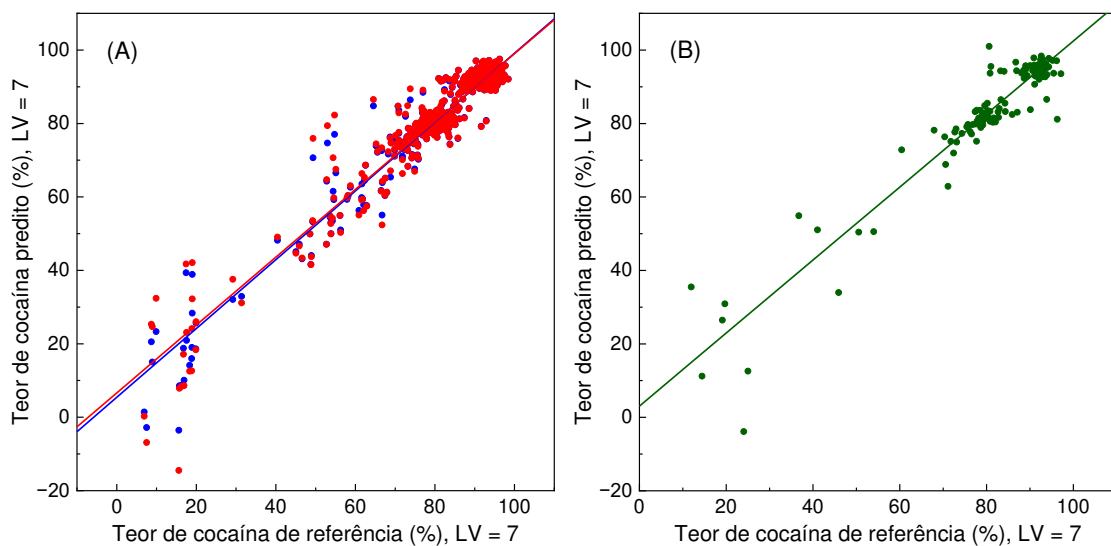 (A)
Teor de cocaína predito (%), LV = 7
100
80
60
40
20
0
−20
0 20 40 60 80 100
Teor de cocaína de referência (%), LV = 7
(B)
Teor de cocaína predito (%), LV = 7
100
80
60
40
20
0
−20
0 20 40 60 80 100
Teor de cocaína de referência (%), LV = 7